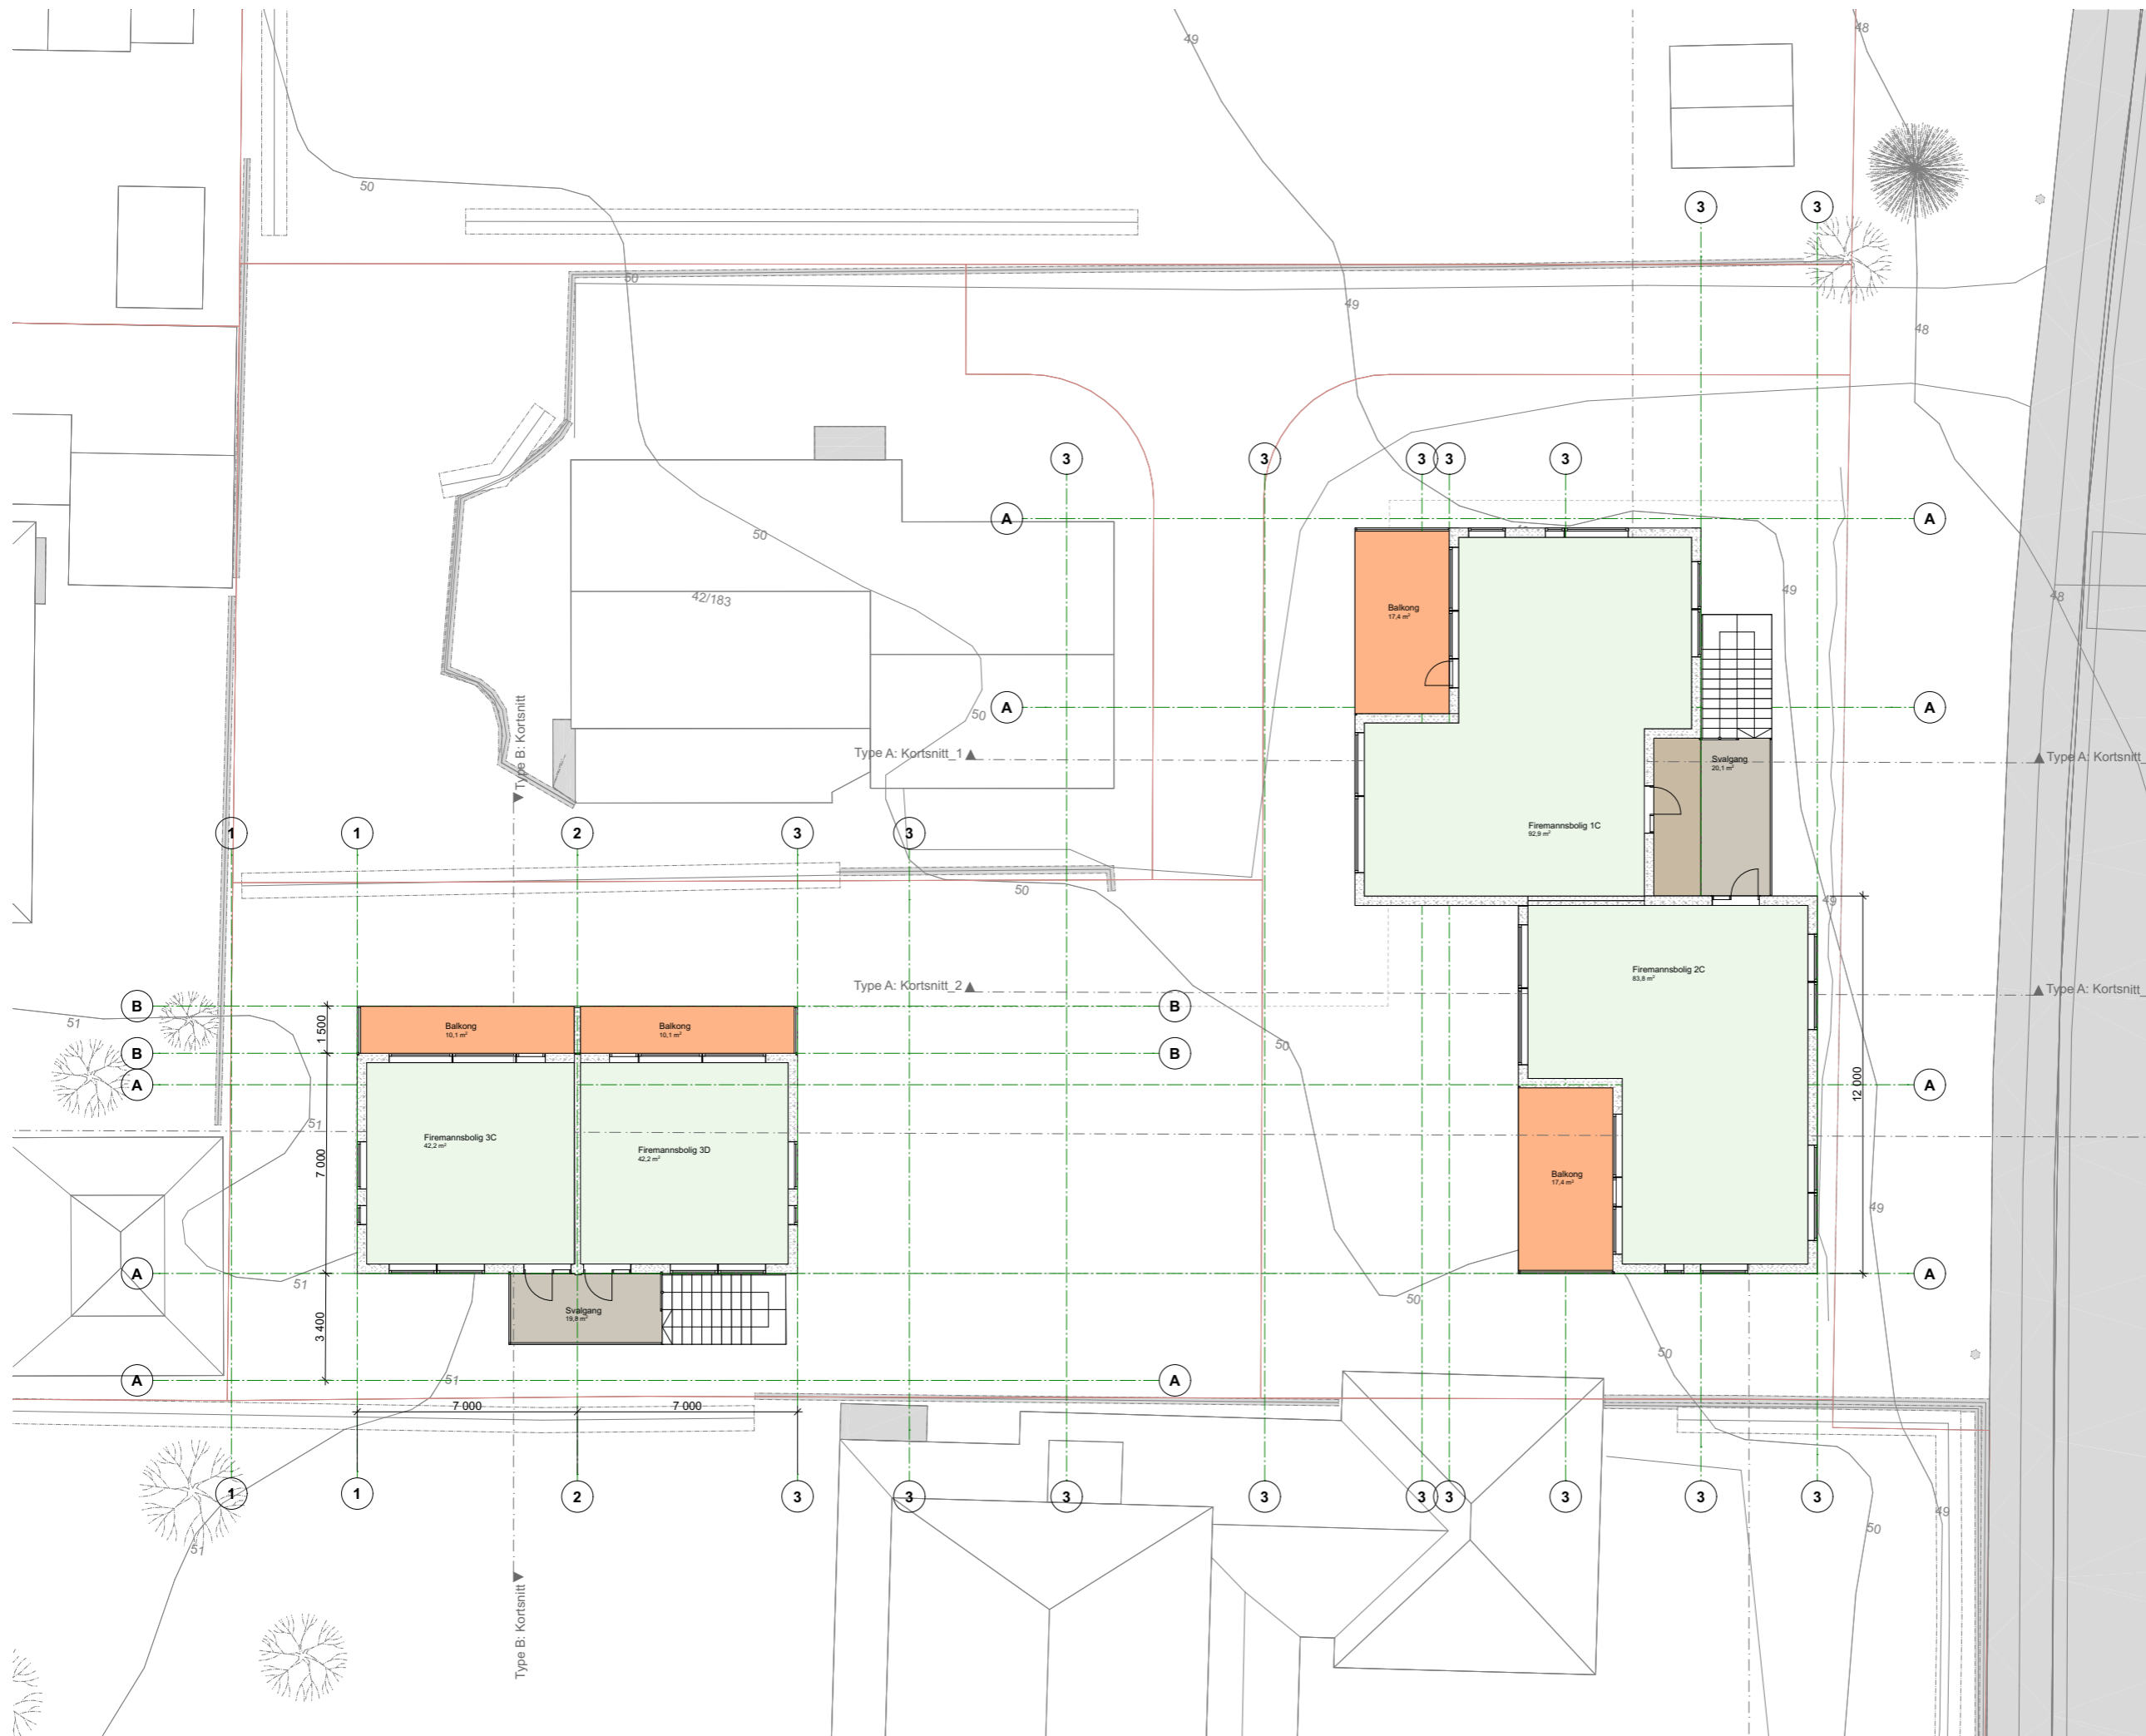 49
48
50
3
3
50
49
48
3
3
3
3
3
A
A
50
49
48
42/183
Balkong
17,4 m²
A
50
A
Type B: Kortsnitt
Type A: Kortsnitt_1
Svalgang
20,1 m²
Type A: Kortsnitt
1
1
2
3
3
Firemannsbolig 1C
92,9 m²
50
49
Firemannsbolig 2C
83,8 m²
Type A: Kortsnitt_2
Type A: Kortsnitt_
B
1 500
Balkong
10,1 m²
Balkong
10,1 m²
B
51
B
B
50
A
A
12 000
51
Firemannsbolig 3C
42,2 m²
Firemannsbolig 3D
42,2 m²
7 000
Balkong
17,4 m²
49
A
51
A
50
Svalgang
19,8 m²
3 400
50
A
51
A
7 000
7 000
1
1
2
3
3
3
3
3
3
3
3
3
49
50
51
Type B: Kortsnitt